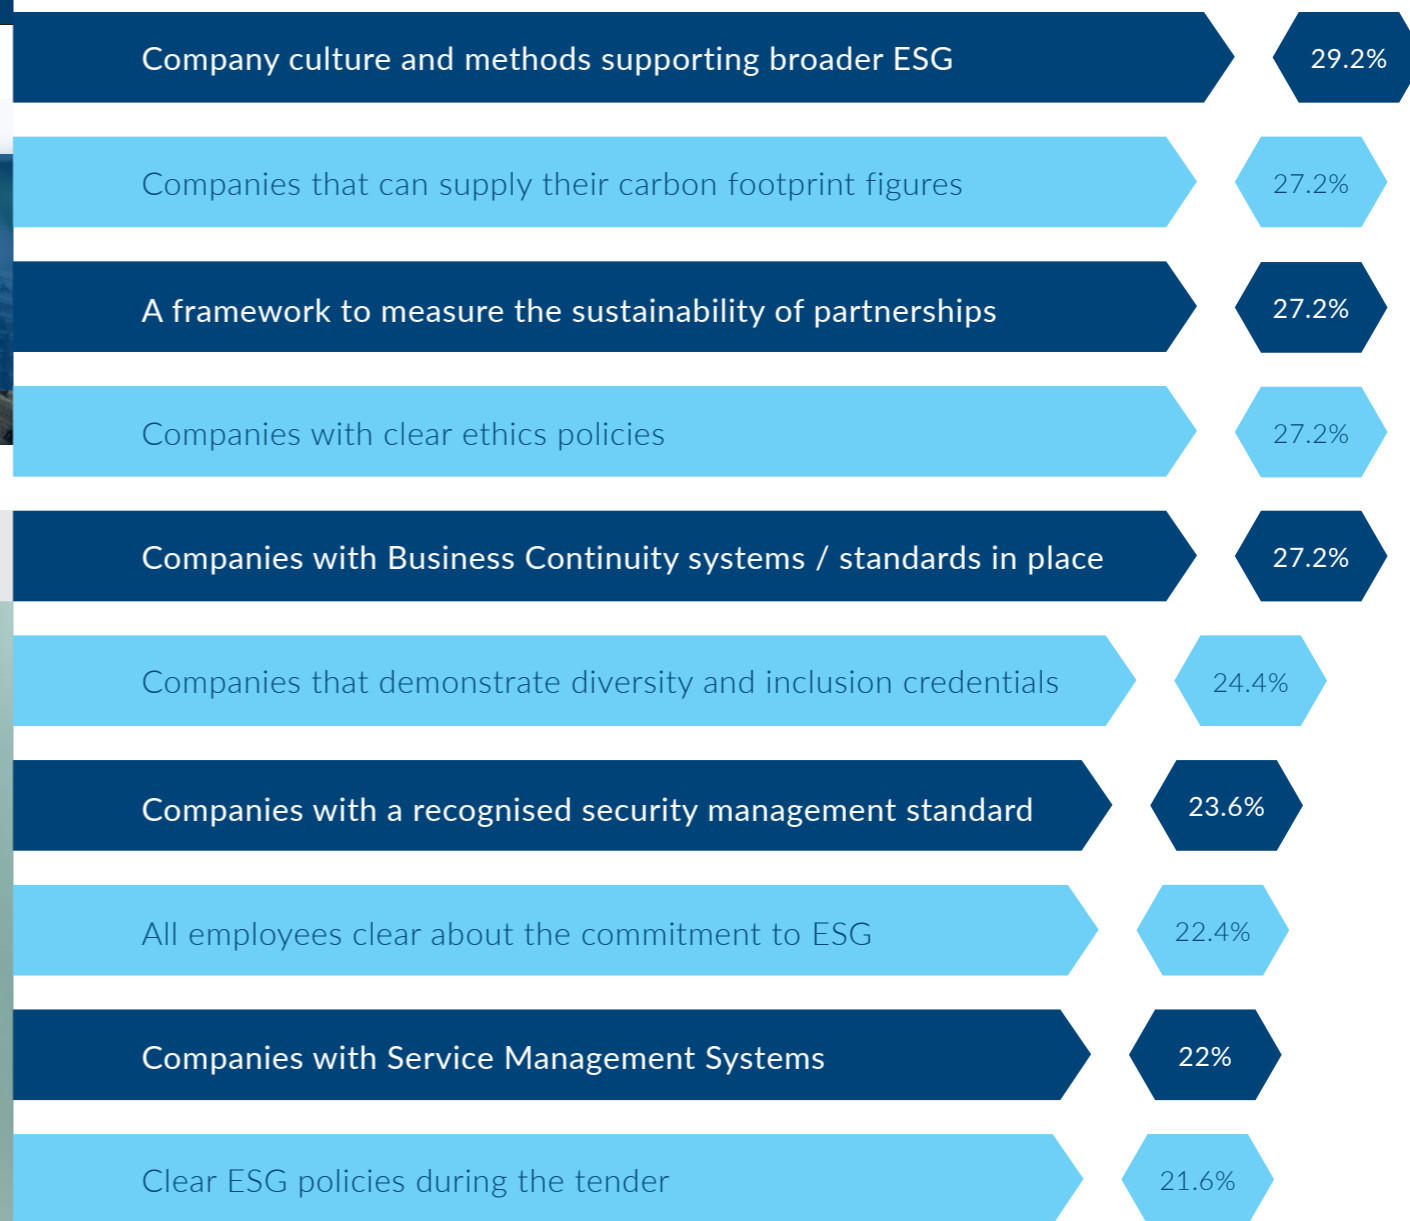 Company culture and methods supporting broader ESG 29.2%
Companies that can supply their carbon footprint figures 27.2%
A framework to measure the sustainability of partnerships 27.2%
Companies with clear ethics policies 27.2%
Companies with Business Continuity systems / standards in place 27.2%
Companies that demonstrate diversity and inclusion credentials 24.4%
Companies with a recognised security management standard 23.6%
All employees clear about the commitment to ESG 22.4%
Companies with Service Management Systems 22%
Clear ESG policies during the tender 21.6%